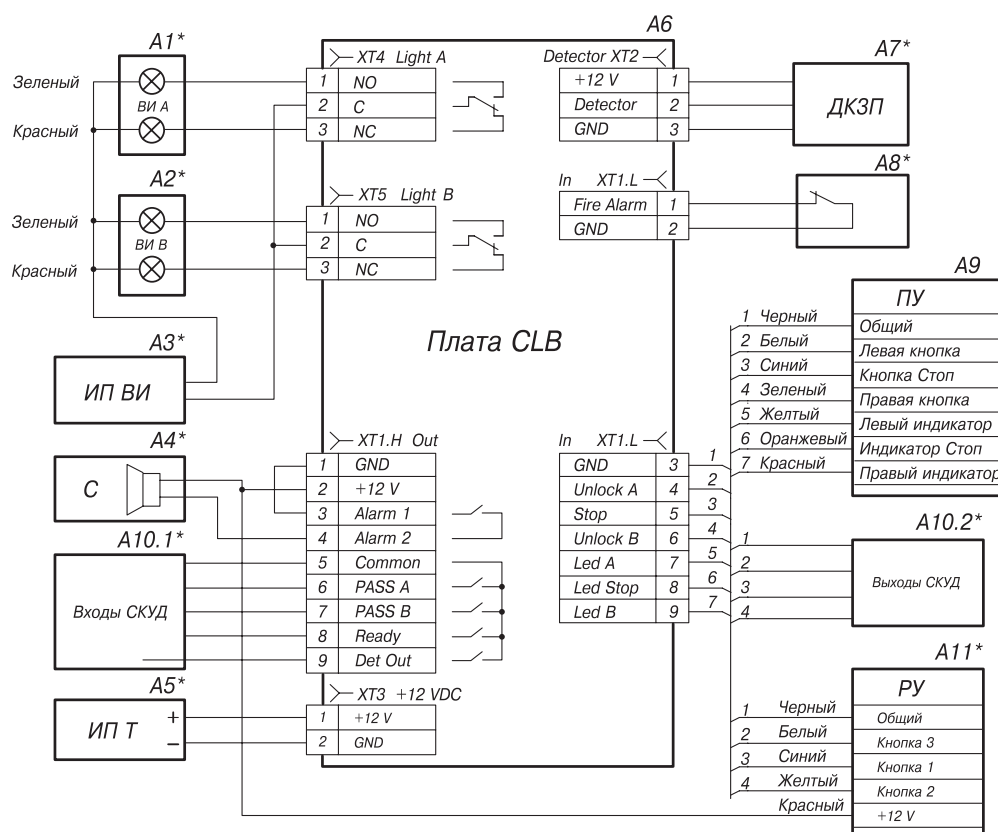 A6
A1*
Зеленый
ВИ А
Красный
A2*
Зеленый
ВИ В
Красный
A3*
ИП ВИ
A4*
С
A10.1*
Входы СКУД
A5*
ИП Т
+
−
XT4 Light A
1 NO
2 C
3 NC
XT5 Light B
1 NO
2 C
3 NC
Плата CLB
XT1.H Out
1 GND
2 +12 V
3 Alarm 1
4 Alarm 2
5 Common
6 PASS A
7 PASS B
8 Ready
9 Det Out
XT3 +12 VDC
1 +12 V
2 GND
Detector XT2
+12 V 1
Detector 2
GND 3
In XT1.L
Fire Alarm 1
GND 2
In XT1.L
GND 3 1
Unlock A 4 2
Stop 5 3
Unlock B 6 4
Led A 7 5
Led Stop 8 6
Led B 9 7
A7*
ДКЗП
A8*
A9
ПУ
1 Черный Общий
2 Белый Левая кнопка
3 Синий Кнопка Стоп
4 Зеленый Правая кнопка
5 Желтый Левый индикатор
6 Оранжевый Индикатор Стоп
7 Красный Правый индикатор
A10.2*
1
2
3
4
Выходы СКУД
A11*
РУ
1 Черный Общий
2 Белый Кнопка 3
3 Синий Кнопка 1
4 Желтый Кнопка 2
Красный +12 V